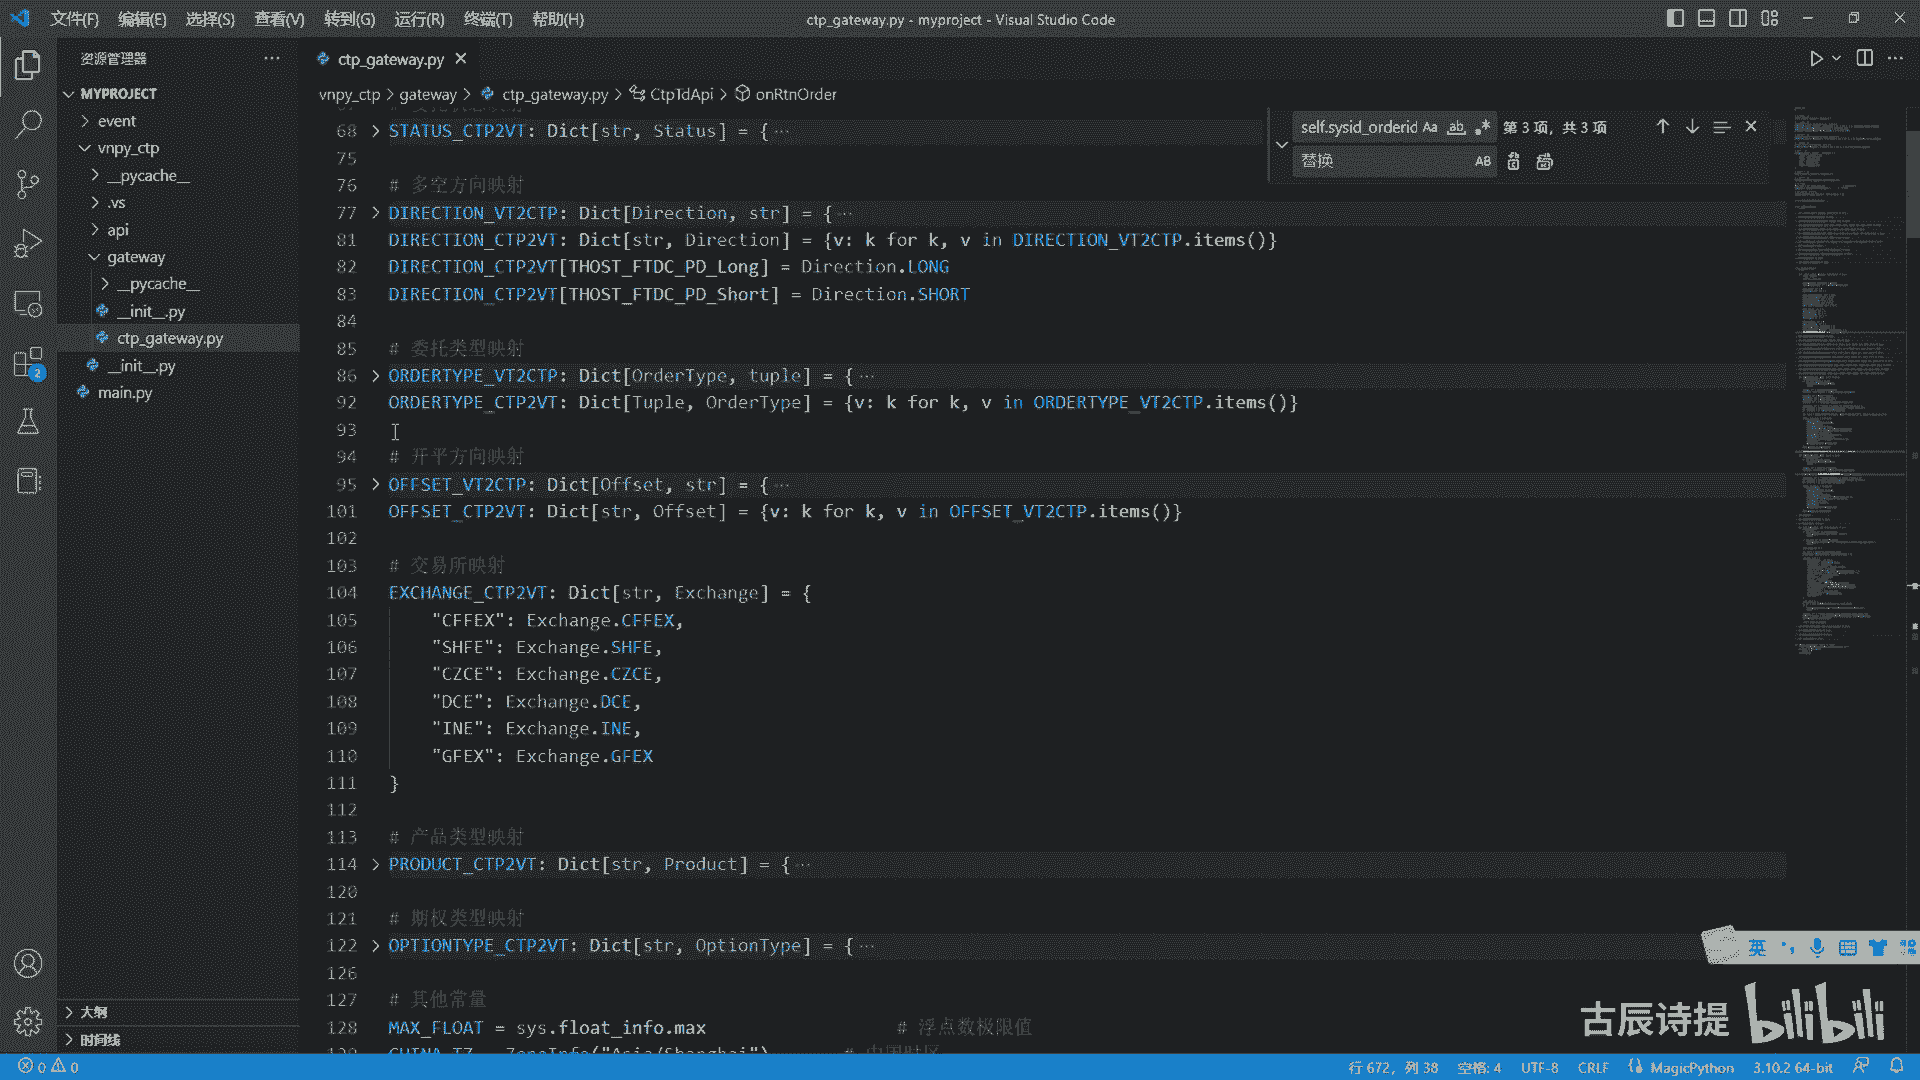 文件(F) 编辑(E) 选择(S) 查看(V) 转到(G) 运行(R) 终端(T) 帮助(H)
ctp_gateway.py - myproject - Visual Studio Code
资源管理器
MYPROJECT
event
vnpy_ctp
__pycache__
.vs
api
gateway
__pycache__
__init__.py
ctp_gateway.py
__init__.py
main.py
大纲
时间线
ctp_gateway.py
vnpy_ctp > gateway > ctp_gateway.py > CtpTdApi > onRtnOrder
self.sysid_orderid Aa ab .* 第 3 项，共 3 项
替换 AB
68 STATUS_CTP2VT: Dict[str, Status] = {…
75
76 # 多空方向映射
77 DIRECTION_VT2CTP: Dict[Direction, str] = {…
81 DIRECTION_CTP2VT: Dict[str, Direction] = {v: k for k, v in DIRECTION_VT2CTP.items()}
82 DIRECTION_CTP2VT[THOST_FTDC_PD_Long] = Direction.LONG
83 DIRECTION_CTP2VT[THOST_FTDC_PD_Short] = Direction.SHORT
84
85 # 委托类型映射
86 ORDERTYPE_VT2CTP: Dict[OrderType, tuple] = {…
92 ORDERTYPE_CTP2VT: Dict[Tuple, OrderType] = {v: k for k, v in ORDERTYPE_VT2CTP.items()}
93
94 # 开平方向映射
95 OFFSET_VT2CTP: Dict[Offset, str] = {…
101 OFFSET_CTP2VT: Dict[str, Offset] = {v: k for k, v in OFFSET_VT2CTP.items()}
102
103 # 交易所映射
104 EXCHANGE_CTP2VT: Dict[str, Exchange] = {
105 "CFFEX": Exchange.CFFEX,
106 "SHFE": Exchange.SHFE,
107 "CZCE": Exchange.CZCE,
108 "DCE": Exchange.DCE,
109 "INE": Exchange.INE,
110 "GFEX": Exchange.GFEX
111 }
112
113 # 产品类型映射
114 PRODUCT_CTP2VT: Dict[str, Product] = {…
120
121 # 期权类型映射
122 OPTIONTYPE_CTP2VT: Dict[str, OptionType] = {…
126
127 # 其他常量
128 MAX_FLOAT = sys.float_info.max # 浮点数极限值
英
古辰诗提 bilibili
2
0 0
行 672，列 38 空格: 4 UTF-8 CRLF MagicPython 3.10.2 64-bit